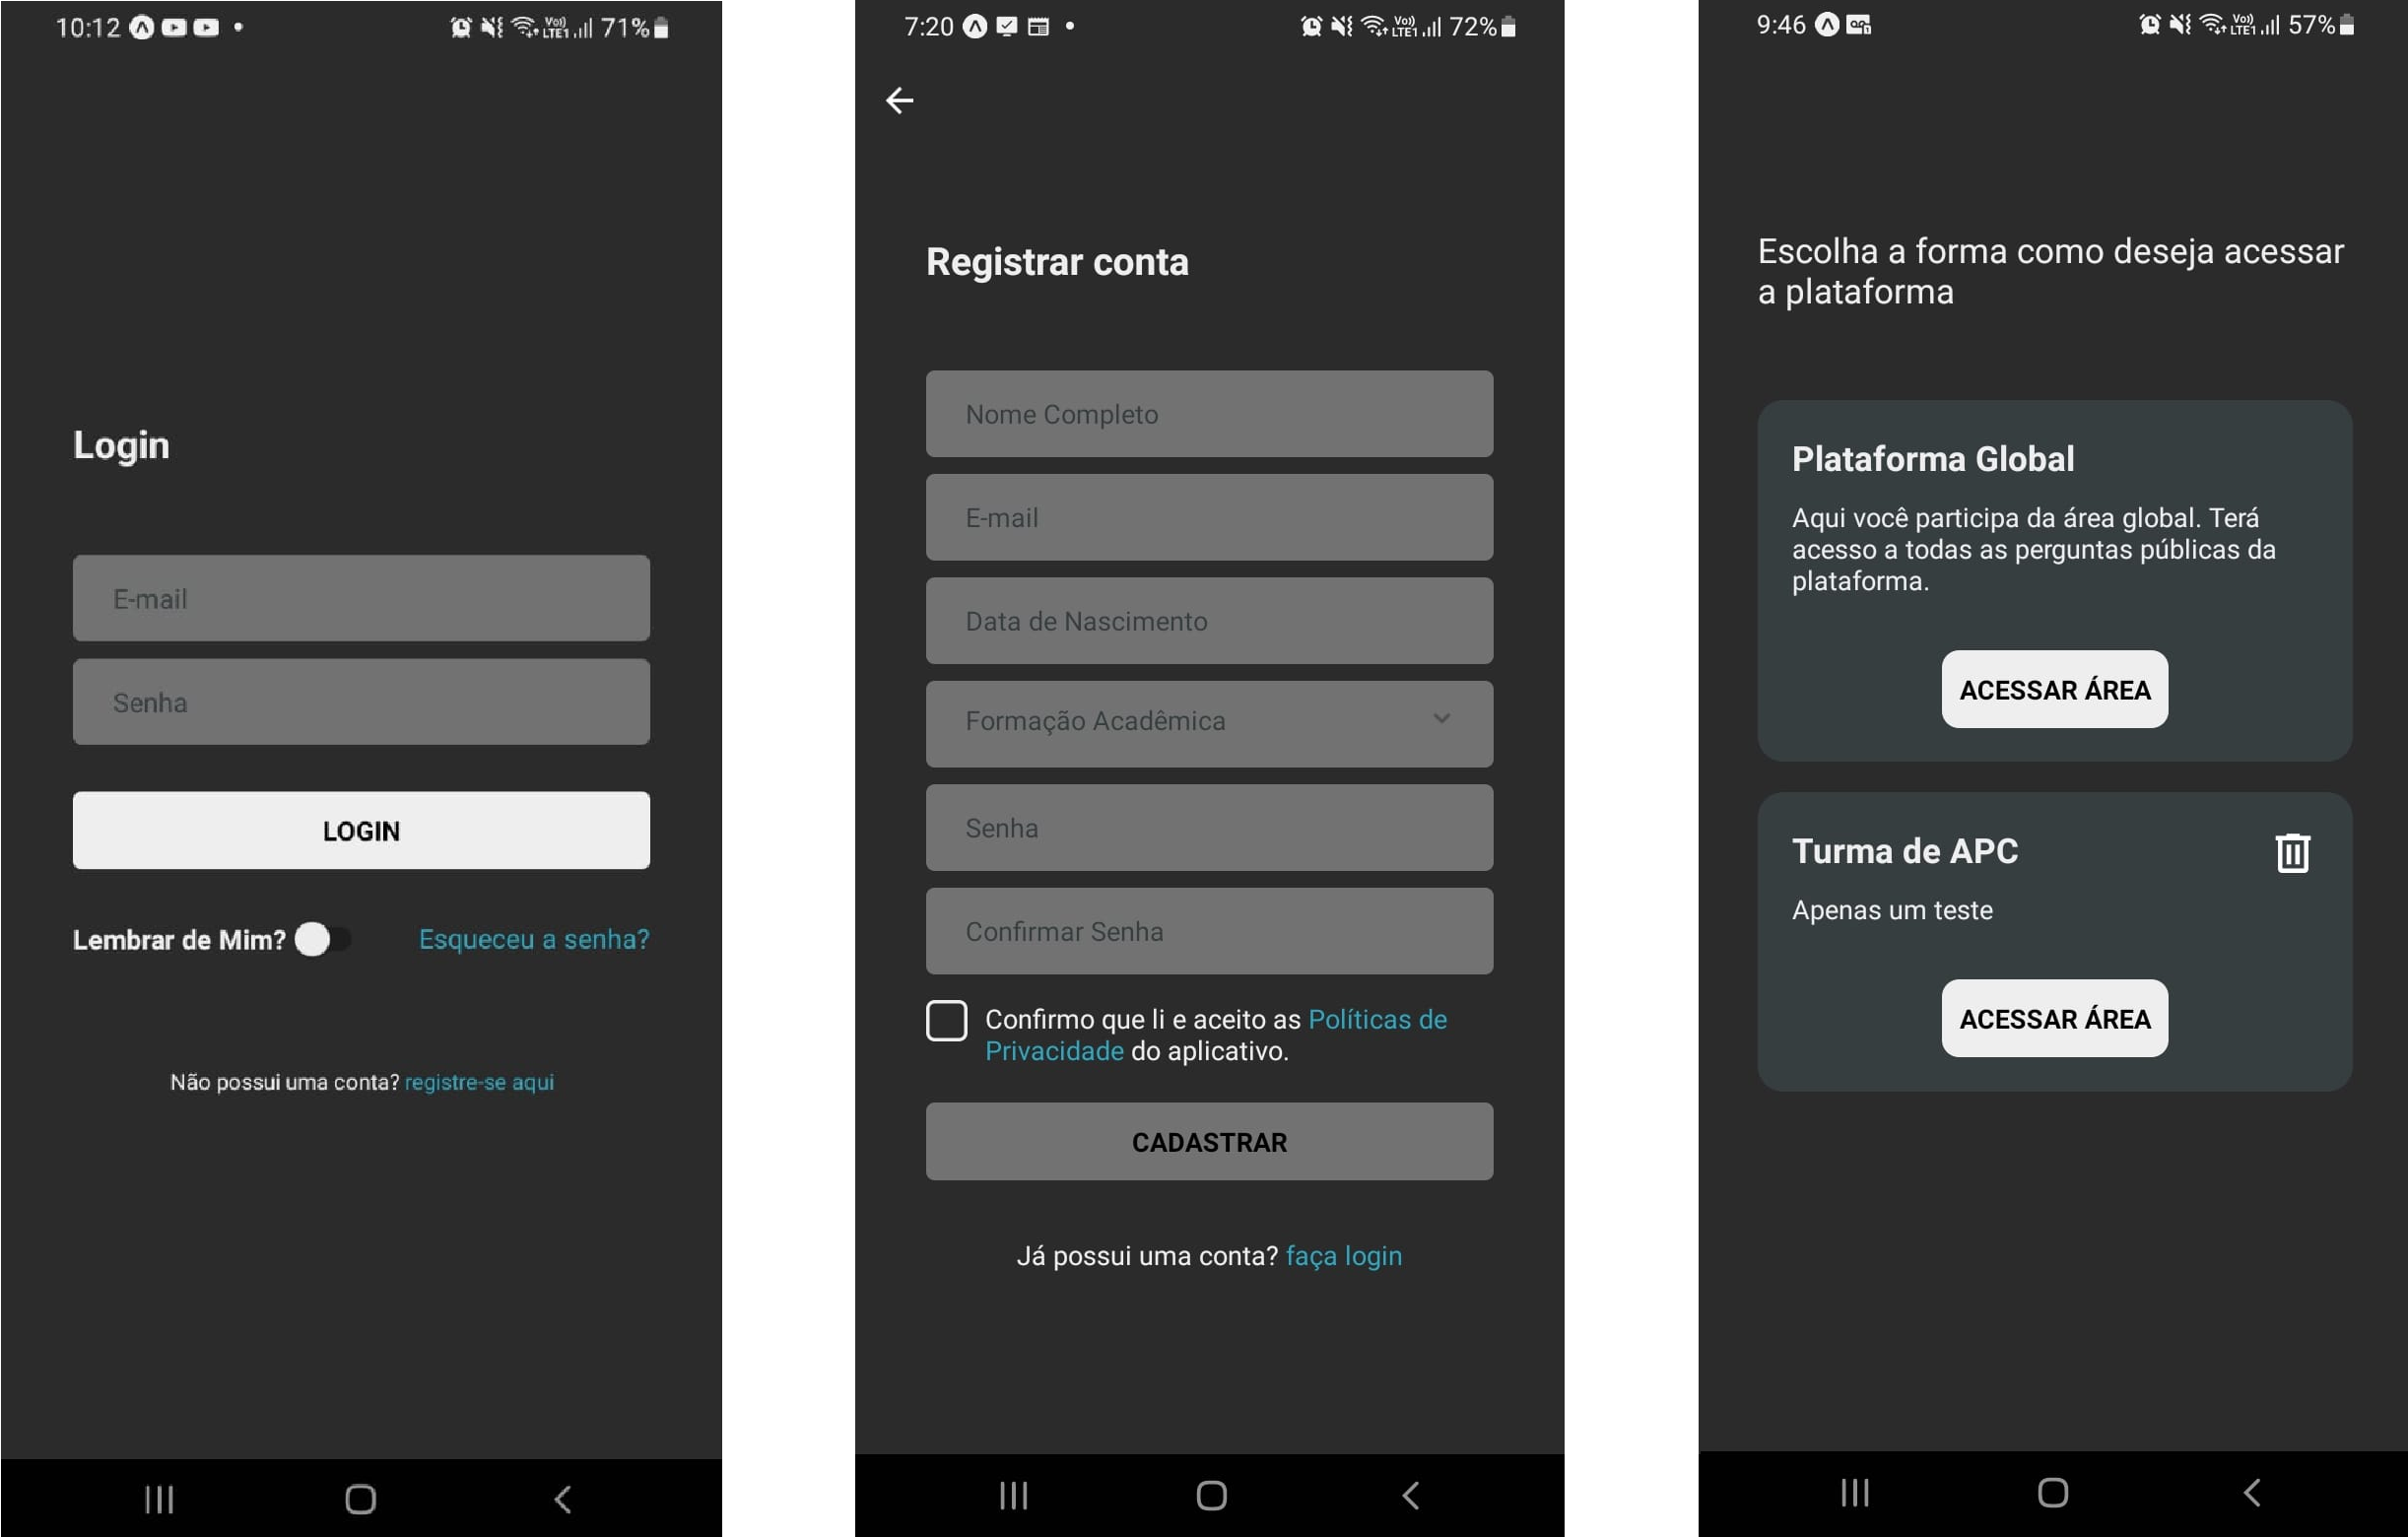 10:12
71%
Login
E-mail
Senha
LOGIN
Lembrar de Mim?
Esqueceu a senha?
Não possui uma conta? registre-se aqui
7:20
72%
Registrar conta
Nome Completo
E-mail
Data de Nascimento
Formação Acadêmica
Senha
Confirmar Senha
Confirmo que li e aceito as Políticas de
Privacidade do aplicativo.
CADASTRAR
Já possui uma conta? faça login
9:46
57%
Escolha a forma como deseja acessar
a plataforma
Plataforma Global
Aqui você participa da área global. Terá
acesso a todas as perguntas públicas da
plataforma.
ACESSAR ÁREA
Turma de APC
Apenas um teste
ACESSAR ÁREA